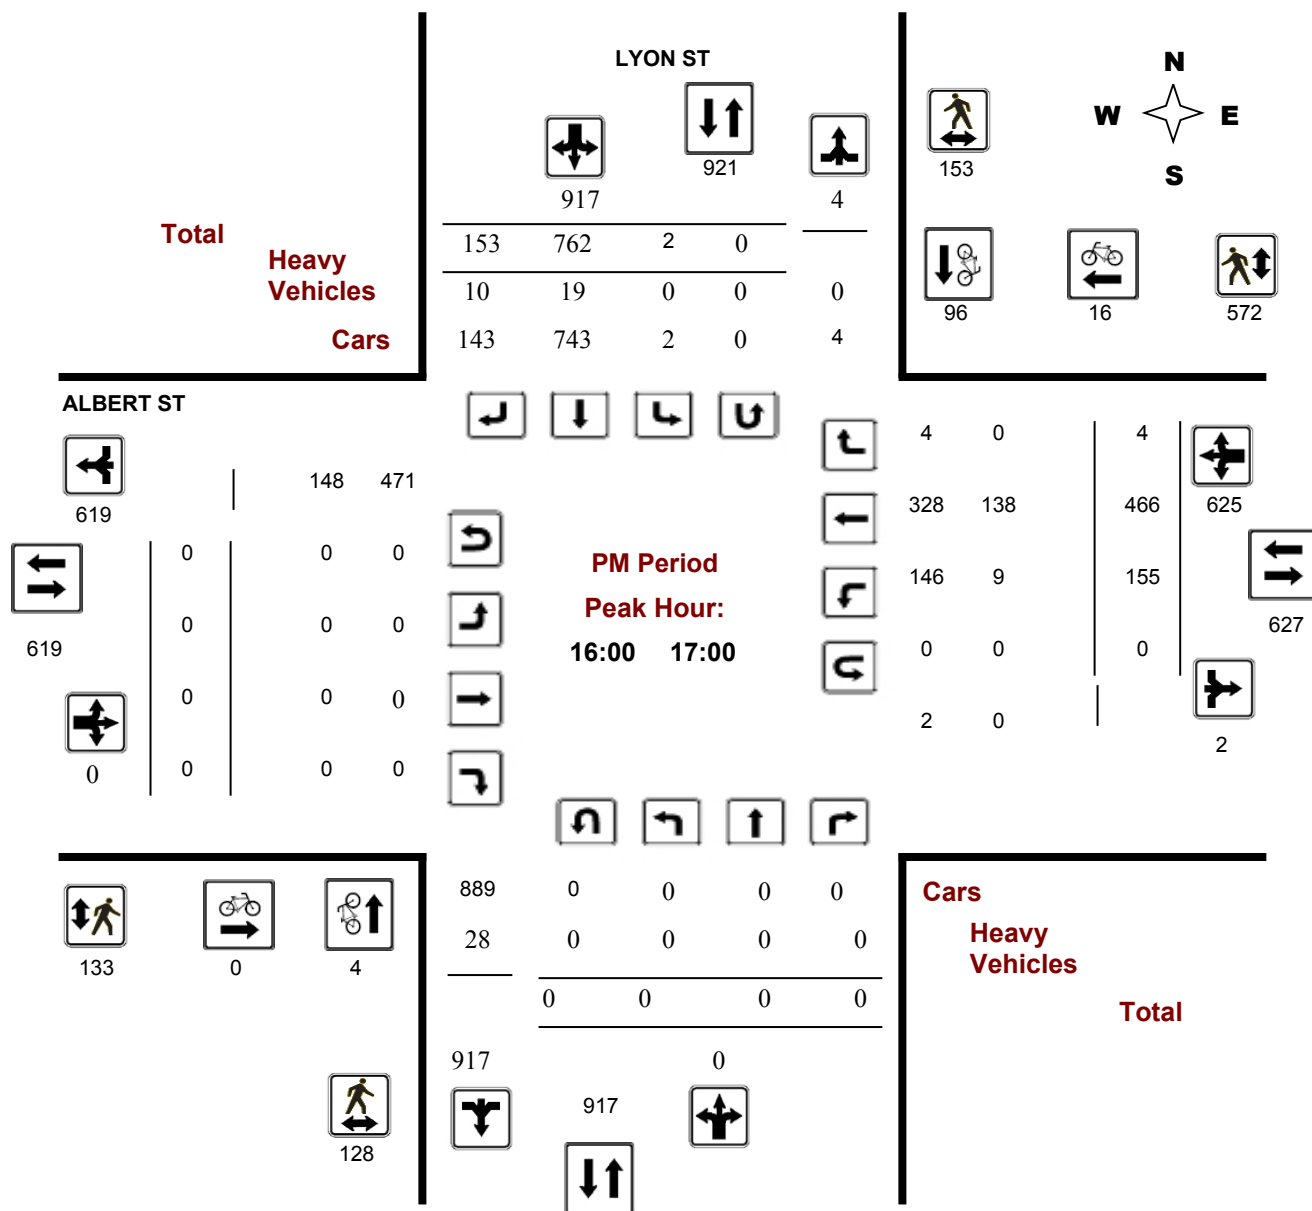 LYON ST
N
W E
S
921
153
917 4
Total
153 762 2 0
Heavy
Vehicles
10 19 0 0 0
96 16 572
Cars
143 743 2 0 4
ALBERT ST
4 0 4
148 471
619
328 138 466 625
0 0 0
PM Period
146 9 155
Peak Hour:
0 0 0
619
16:00 17:00
627
0 0 0
0 0 0
2 0
0
2
0 0 0
889 0 0 0 0
Cars
28 0 0 0 0
Heavy
Vehicles
133 0 4
0 0 0 0
Total
917 0
917
128